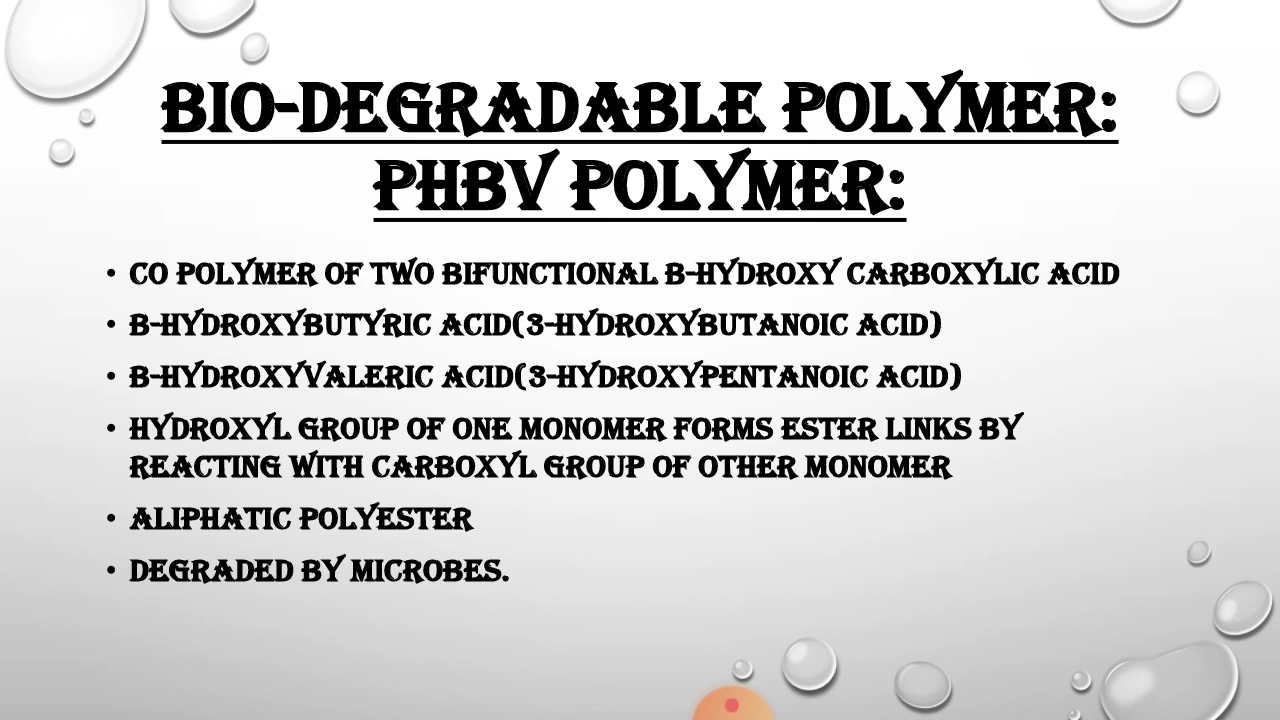 BIO-DEGRADABLE POLYMER:
PHBV POLYMER:
• CO POLYMER OF TWO BIFUNCTIONAL B-HYDROXY CARBOXYLIC ACID
• B-HYDROXYBUTYRIC ACID(3-HYDROXYBUTANOIC ACID)
• B-HYDROXYVALERIC ACID(3-HYDROXYPENTANOIC ACID)
• HYDROXYL GROUP OF ONE MONOMER FORMS ESTER LINKS BY
REACTING WITH CARBOXYL GROUP OF OTHER MONOMER
• ALIPHATIC POLYESTER
• DEGRADED BY MICROBES.